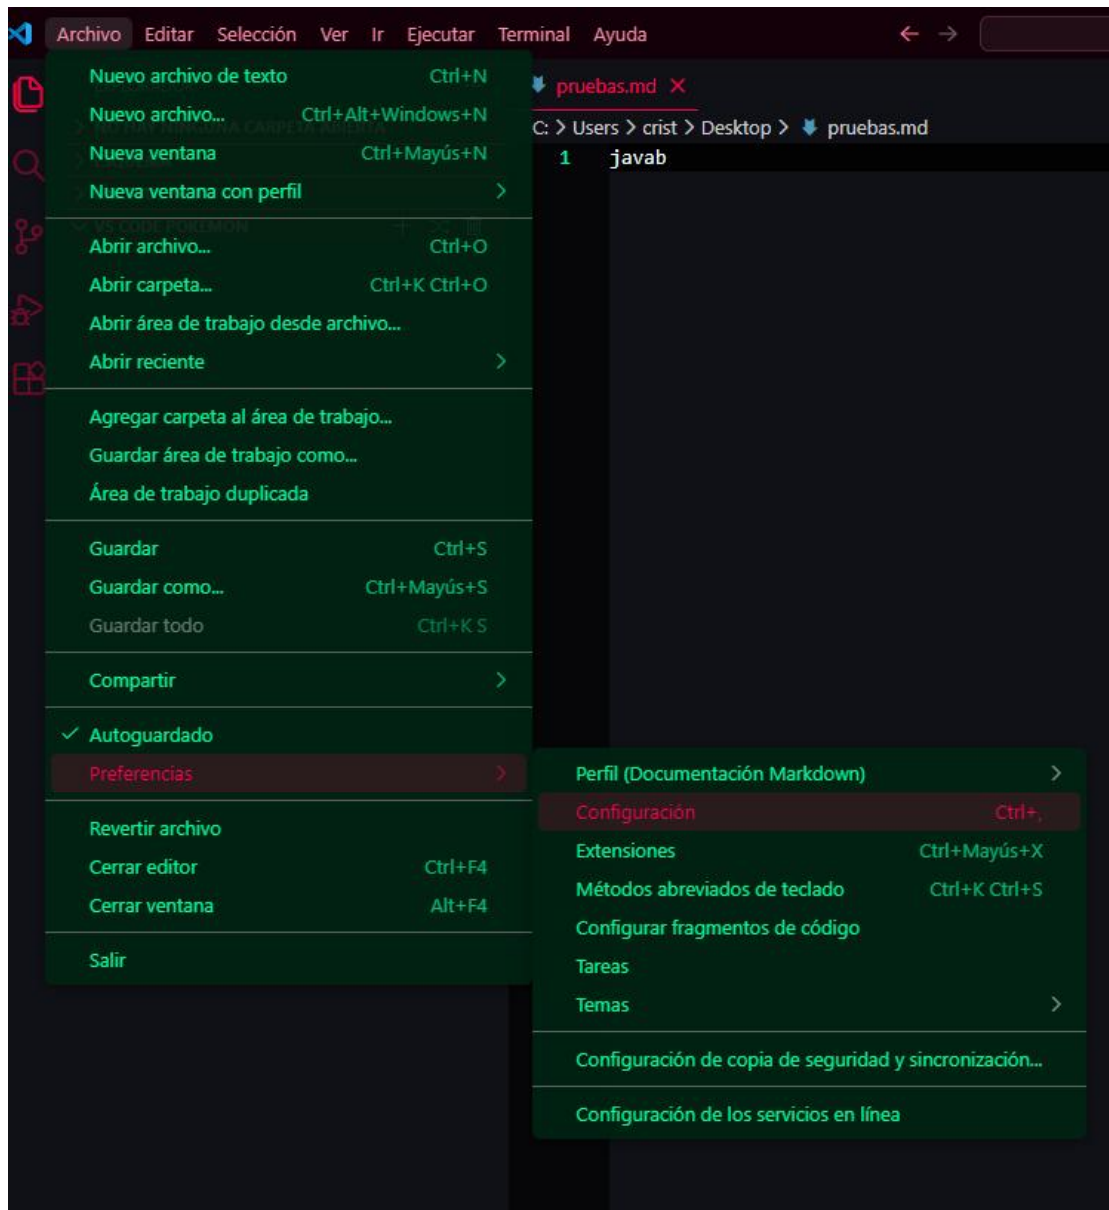 Archivo Editar Selección Ver Ir Ejecutar Terminal Ayuda
Nuevo archivo de texto Ctrl+N
Nuevo archivo... Ctrl+Alt+Windows+N
Nueva ventana Ctrl+Mayús+N
Nueva ventana con perfil
VS CODE POKEMON
Abrir archivo... Ctrl+O
Abrir carpeta... Ctrl+K Ctrl+O
Abrir área de trabajo desde archivo...
Abrir reciente
Agregar carpeta al área de trabajo...
Guardar área de trabajo como...
Área de trabajo duplicada
Guardar Ctrl+S
Guardar como... Ctrl+Mayús+S
Guardar todo Ctrl+K S
Compartir
Autoguardado
Preferencias
Revertir archivo
Cerrar editor Ctrl+F4
Cerrar ventana Alt+F4
Salir
pruebas.md
C: > Users > crist > Desktop > pruebas.md
1 javab
Perfil (Documentación Markdown)
Configuración Ctrl+,
Extensiones Ctrl+Mayús+X
Métodos abreviados de teclado Ctrl+K Ctrl+S
Configurar fragmentos de código
Tareas
Temas
Configuración de copia de seguridad y sincronización...
Configuración de los servicios en línea